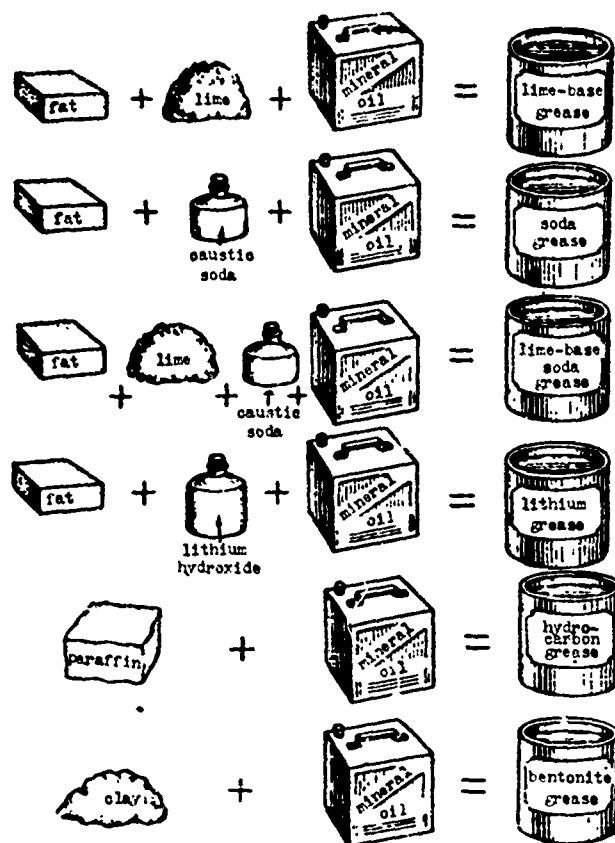 fat + lime + mineral oil = lime-base grease
fat + caustic soda + mineral oil = soda grease
fat + lime + caustic soda + mineral oil = lime-base soda grease
fat + lithium hydroxide + mineral oil = lithium grease
paraffin + mineral oil = hydro-carbon grease
clay + mineral oil = bentonite grease